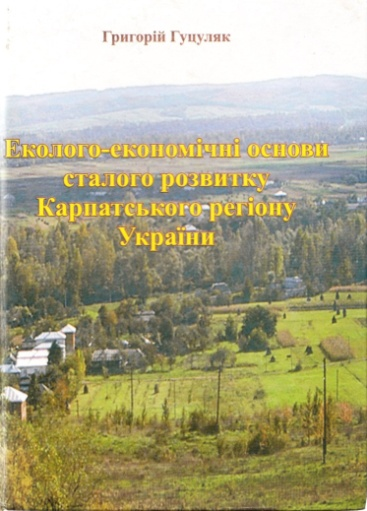 Григорій Гуцуляк
Еколого-економічні основи
сталого розвитку
Карпатського регіону
України